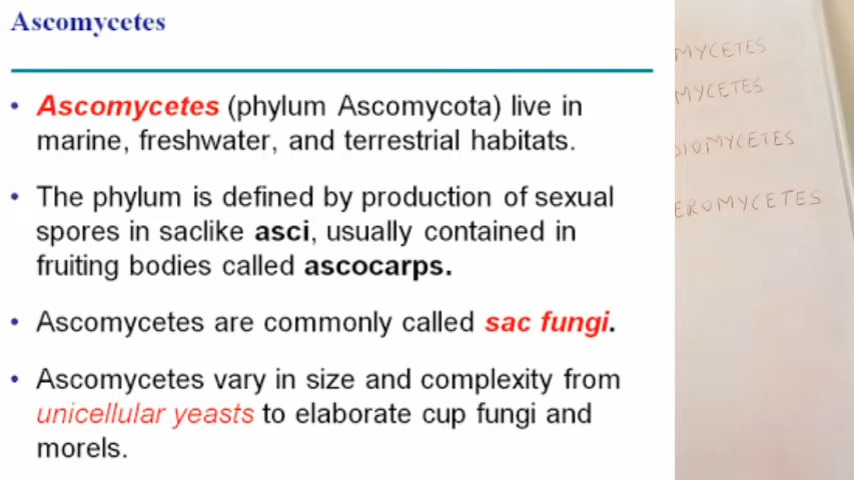 Ascomycetes
• Ascomycetes (phylum Ascomycota) live in
marine, freshwater, and terrestrial habitats.
• The phylum is defined by production of sexual
spores in saclike asci, usually contained in
fruiting bodies called ascocarps.
• Ascomycetes are commonly called sac fungi.
• Ascomycetes vary in size and complexity from
unicellular yeasts to elaborate cup fungi and
morels.
MYCETES
MYCETES
DIOMYCETES
EROMYCETES